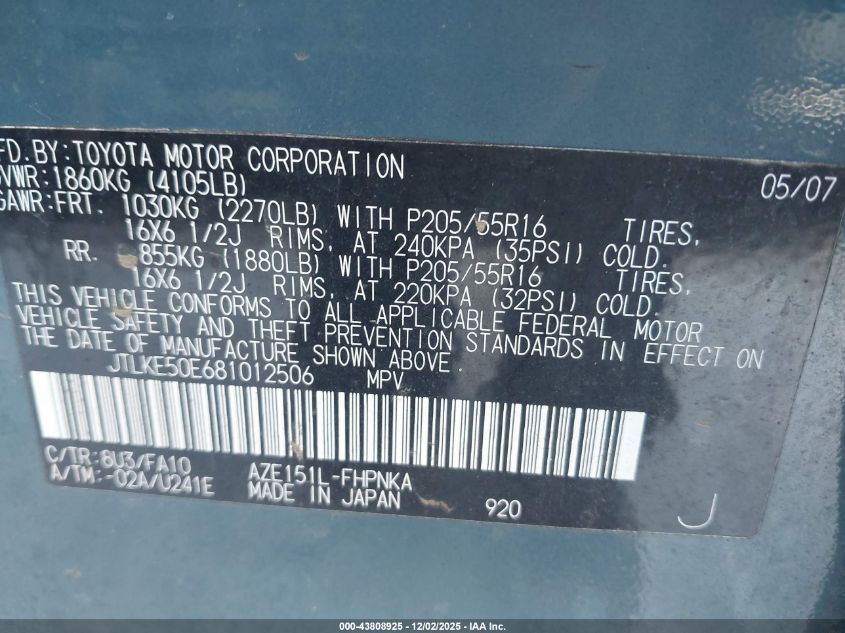 FD. BY: TOYOTA MOTOR CORPORATION 05/07
VWR: 1860KG (4105LB)
GAWR: FRT. 1030KG (2270LB) WITH P205/55R16 TIRES,
16X6 1/2J RIMS, AT 240KPA (35PSI) COLD.
RR. 855KG (1880LB) WITH P205/55R16 TIRES,
16X6 1/2J RIMS, AT 220KPA (32PSI) COLD.
THIS VEHICLE CONFORMS TO ALL APPLICABLE FEDERAL MOTOR
VEHICLE SAFETY AND THEFT PREVENTION STANDARDS IN EFFECT ON
THE DATE OF MANUFACTURE SHOWN ABOVE.
JTLKE50E681012506 MPV
C/TR: 8U3/FA10 AZE151L-FHPNKA
A/TM: -02A/U241E MADE IN JAPAN 920
J
000-43808925 - 12/02/2025 - IAA Inc.